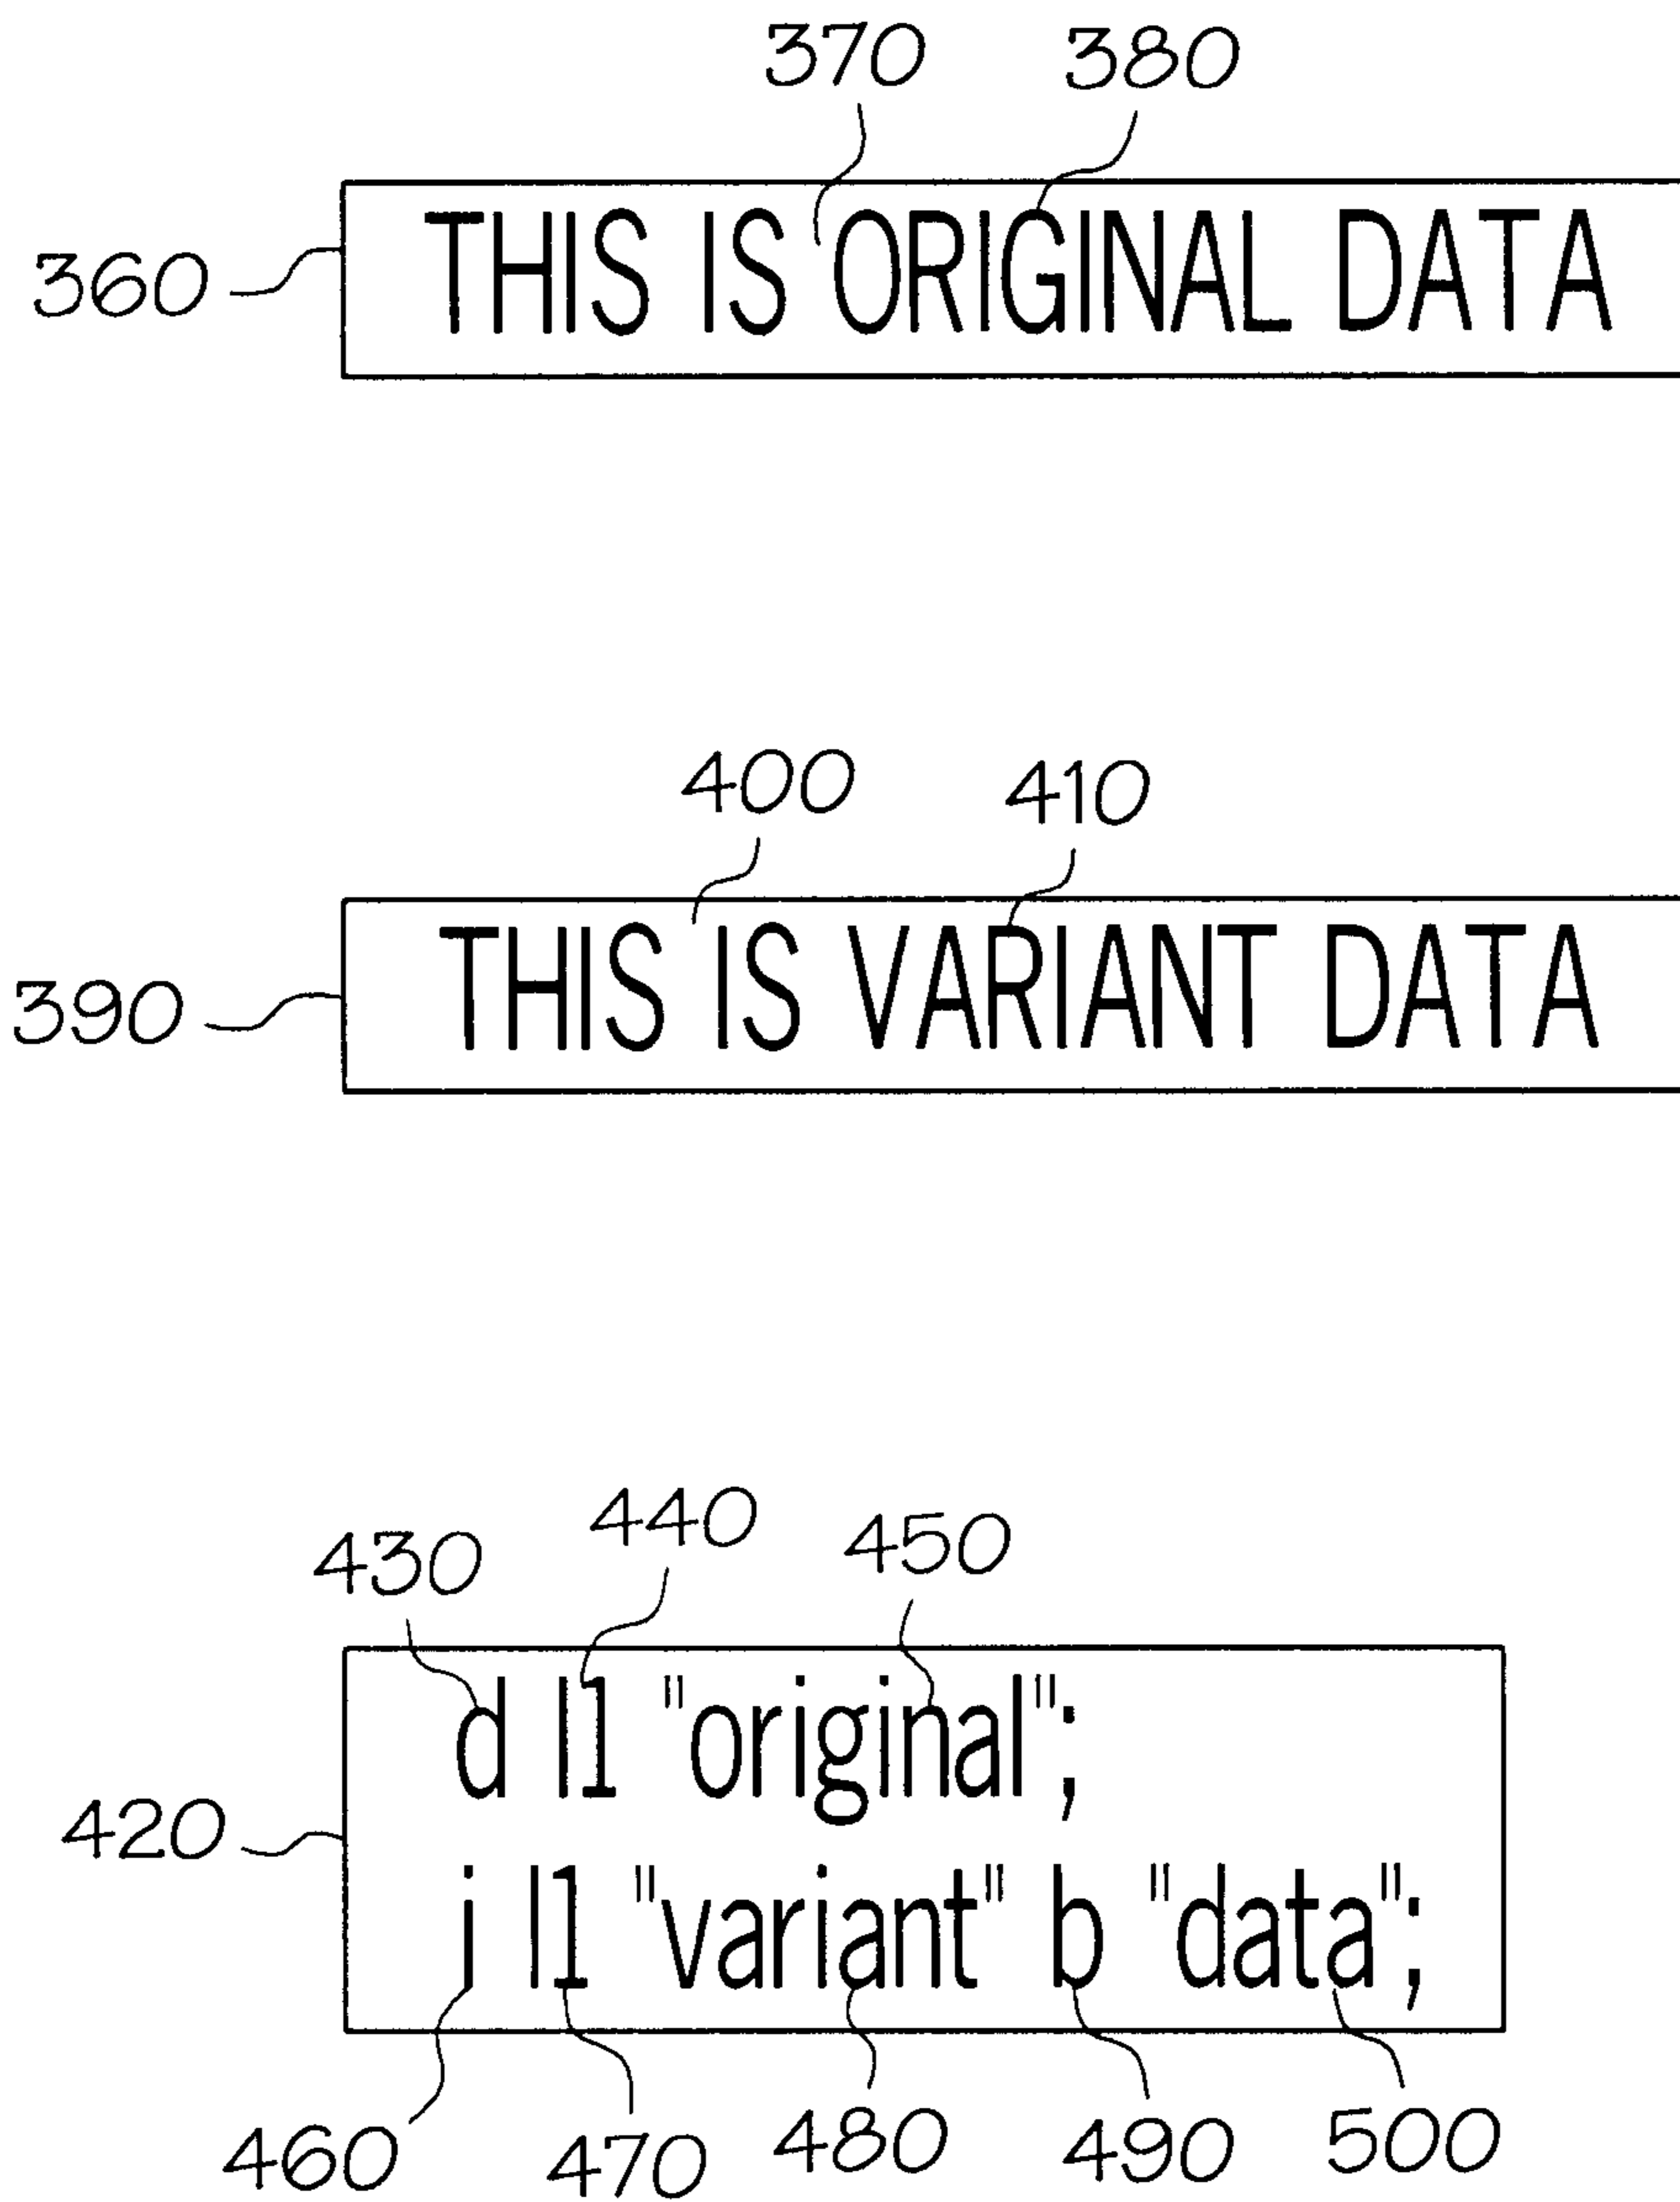 370 380
360 THIS IS ORIGINAL DATA
400 410
390 THIS IS VARIANT DATA
430 440 450
d l1 "original";
420
j l1 "variant" b "data";
460 470 480 490 500